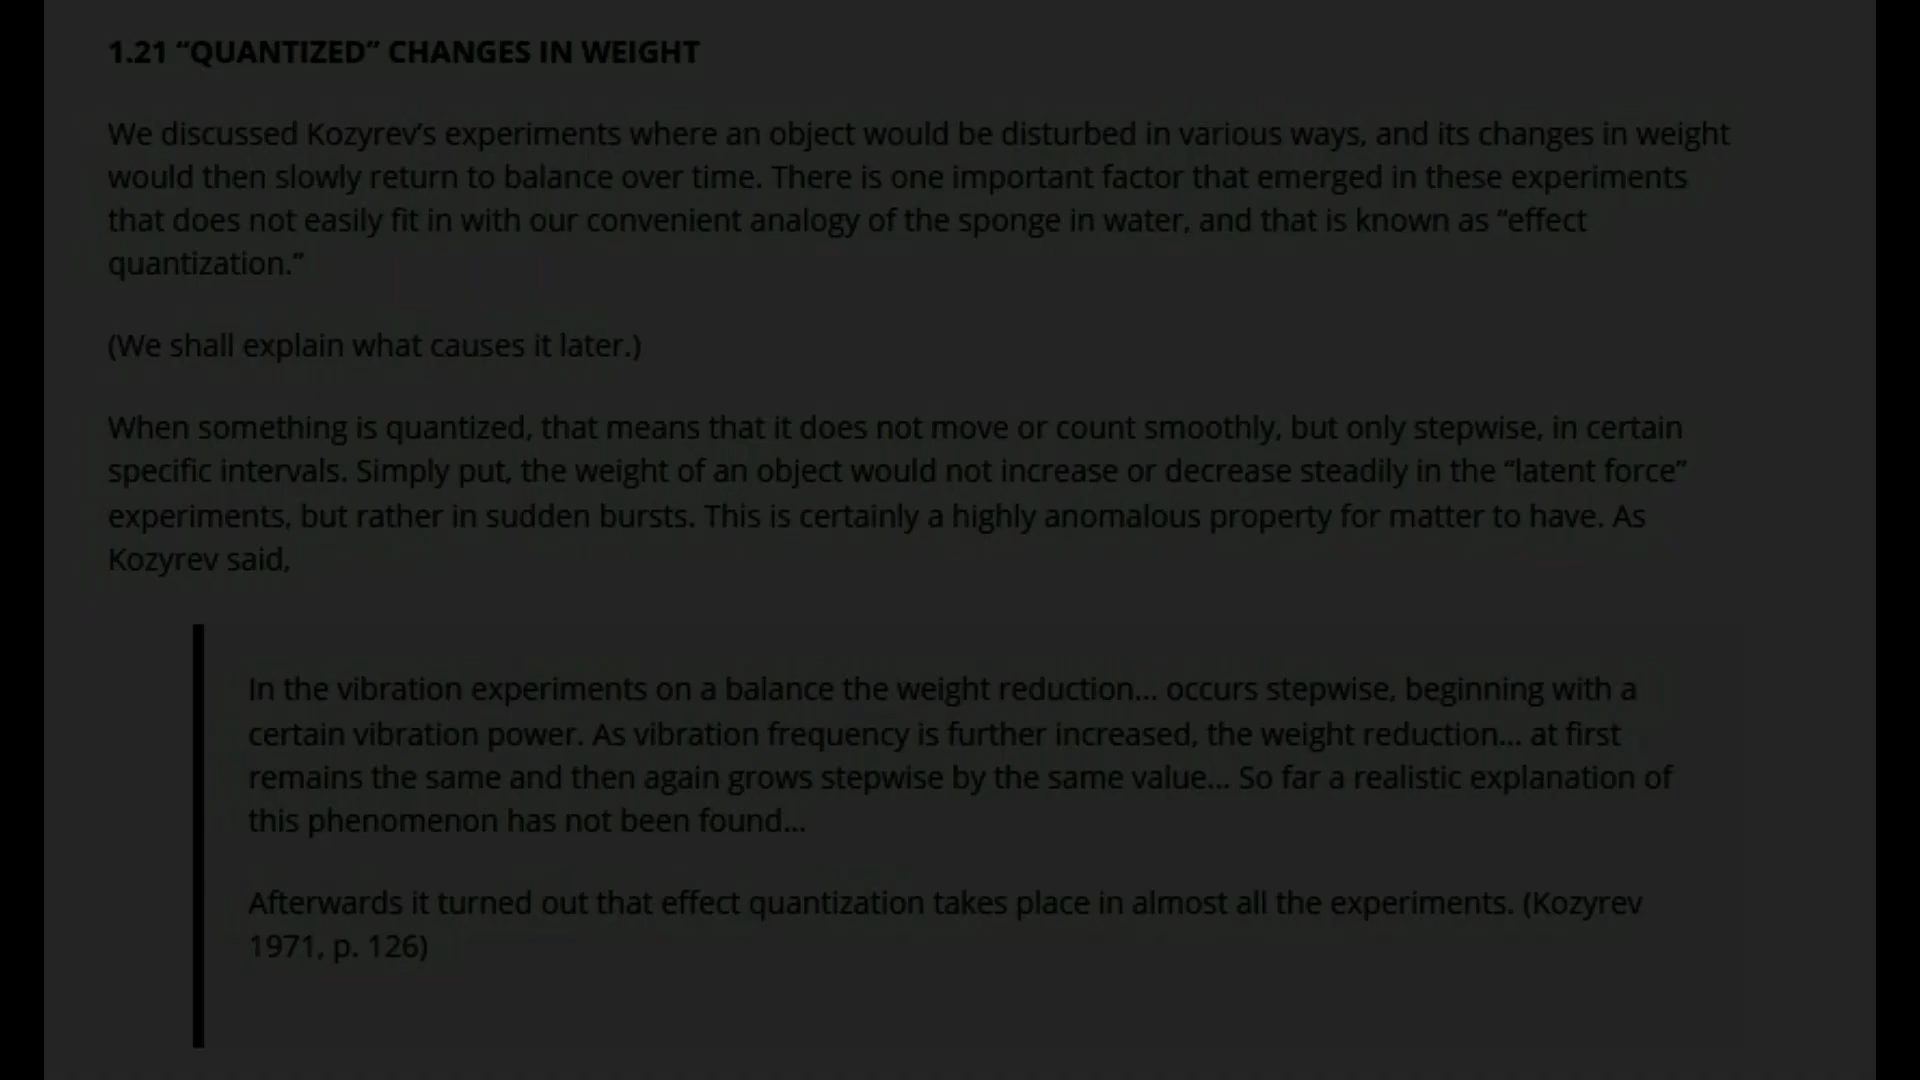 1.21 “QUANTIZED” CHANGES IN WEIGHT
We discussed Kozyrev’s experiments where an object would be disturbed in various ways, and its changes in weight
would then slowly return to balance over time. There is one important factor that emerged in these experiments
that does not easily fit in with our convenient analogy of the sponge in water, and that is known as “effect
quantization.”
(We shall explain what causes it later.)
When something is quantized, that means that it does not move or count smoothly, but only stepwise, in certain
specific intervals. Simply put, the weight of an object would not increase or decrease steadily in the “latent force”
experiments, but rather in sudden bursts. This is certainly a highly anomalous property for matter to have. As
Kozyrev said,
In the vibration experiments on a balance the weight reduction... occurs stepwise, beginning with a
certain vibration power. As vibration frequency is further increased, the weight reduction... at first
remains the same and then again grows stepwise by the same value... So far a realistic explanation of
this phenomenon has not been found...
Afterwards it turned out that effect quantization takes place in almost all the experiments. (Kozyrev
1971, p. 126)